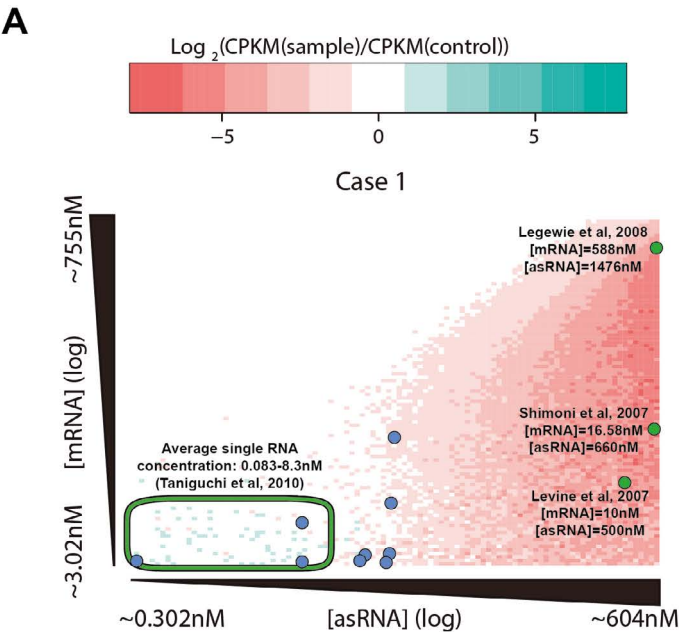 A
Log 2(CPKM(sample)/CPKM(control))
−5
0
5
Case 1
~755nM
[mRNA] (log)
~3.02nM
Legewie et al, 2008
[mRNA]=588nM
[asRNA]=1476nM
Shimoni et al, 2007
[mRNA]=16.58nM
[asRNA]=660nM
Levine et al, 2007
[mRNA]=10nM
[asRNA]=500nM
Average single RNA
concentration: 0.083-8.3nM
(Taniguchi et al, 2010)
~0.302nM
[asRNA] (log)
~604nM